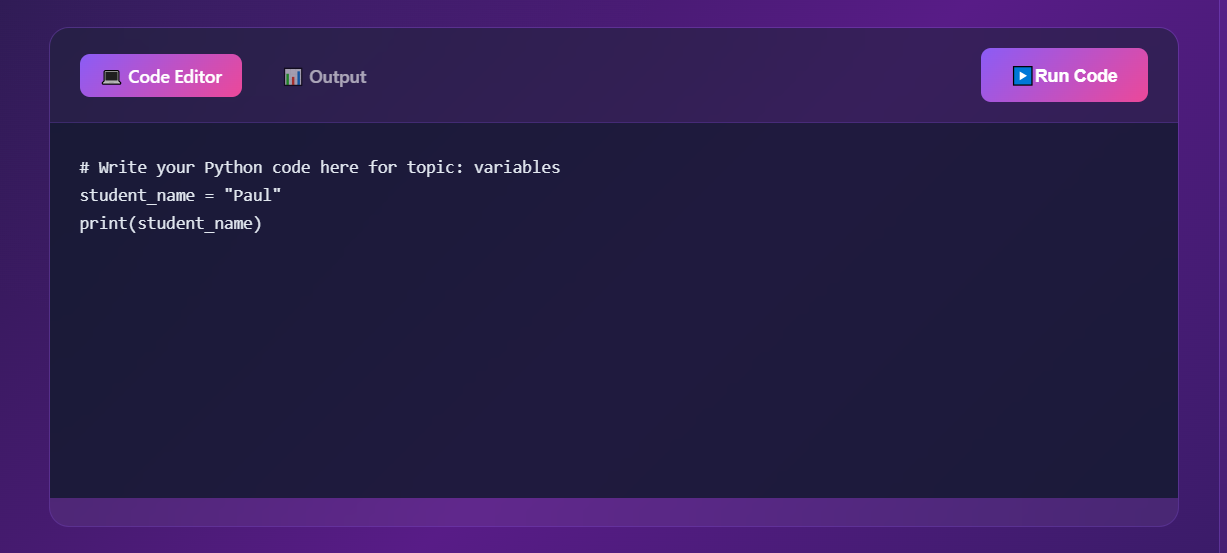 Code Editor
Output
Run Code
# Write your Python code here for topic: variables
student_name = "Paul"
print(student_name)